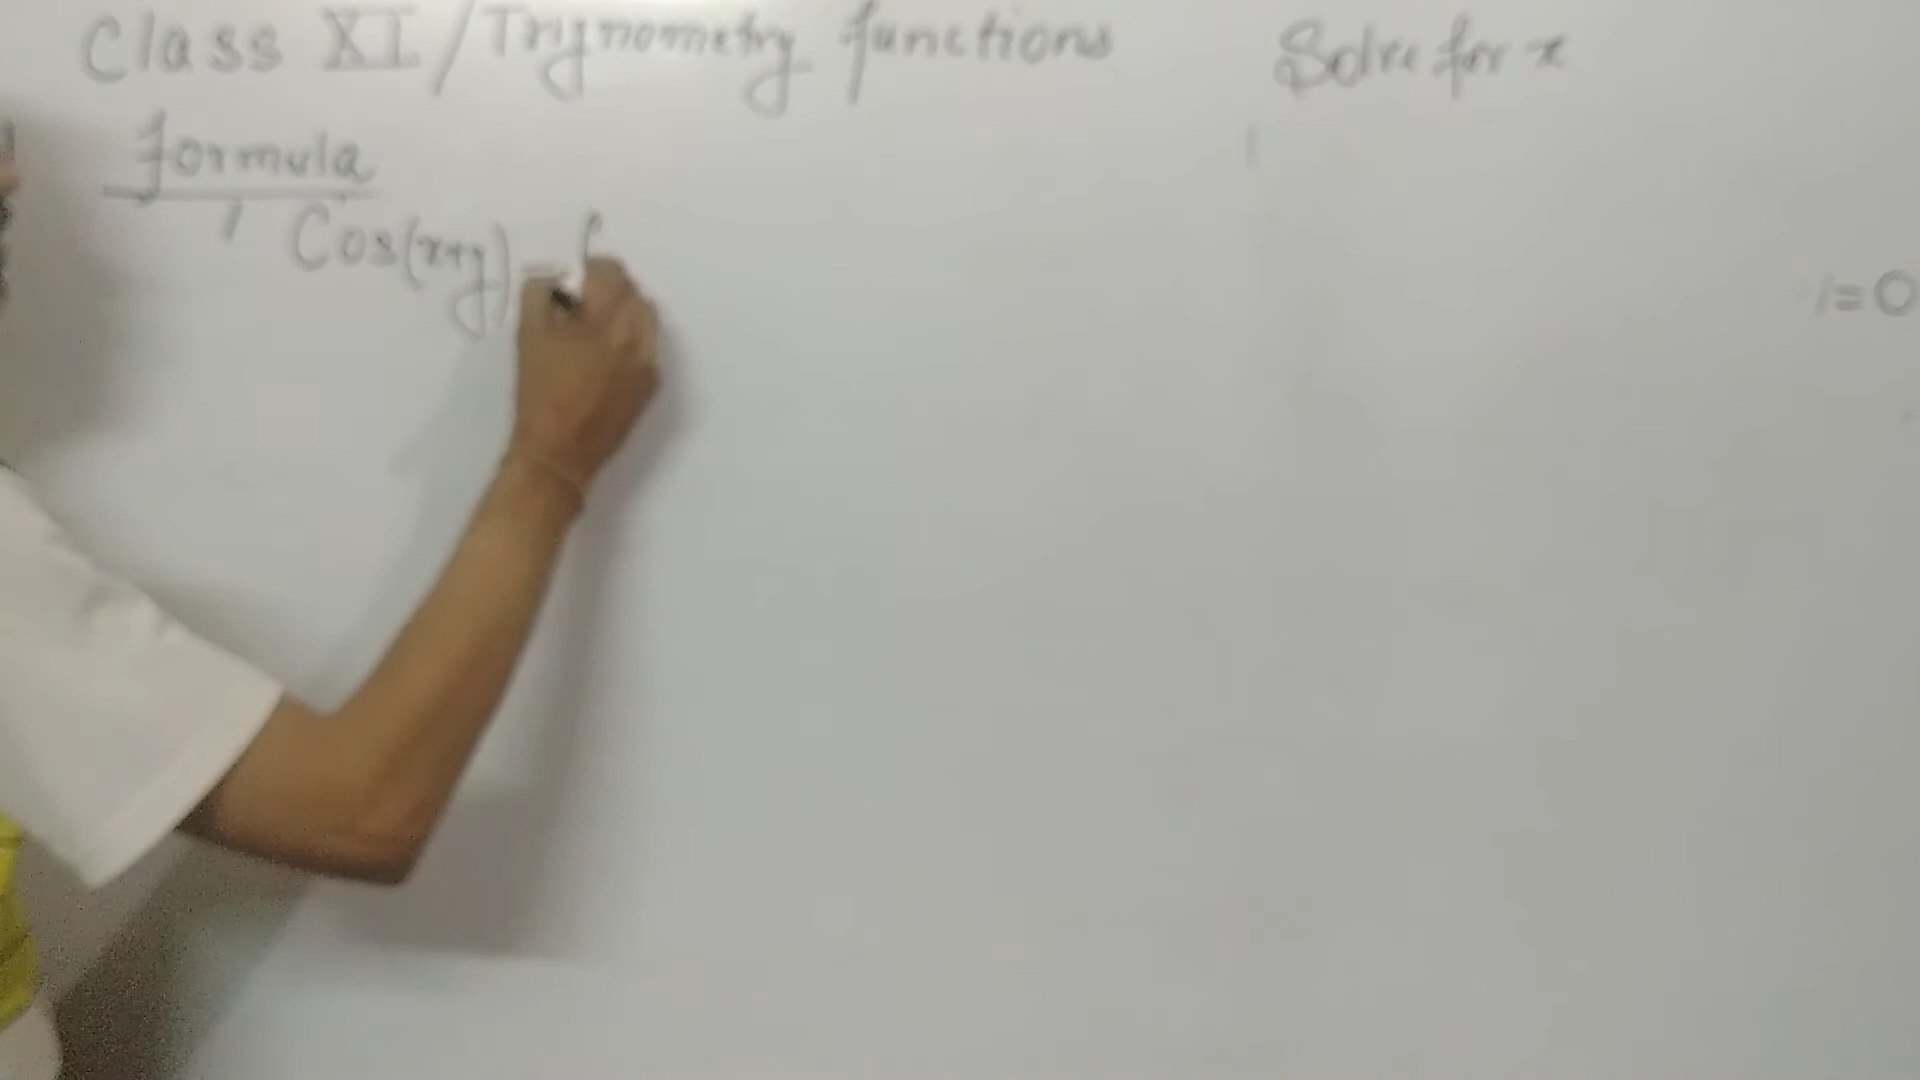 Class XI / Trignometry functions
Solve for x
formula
1 Cos(x+y) =
= 0